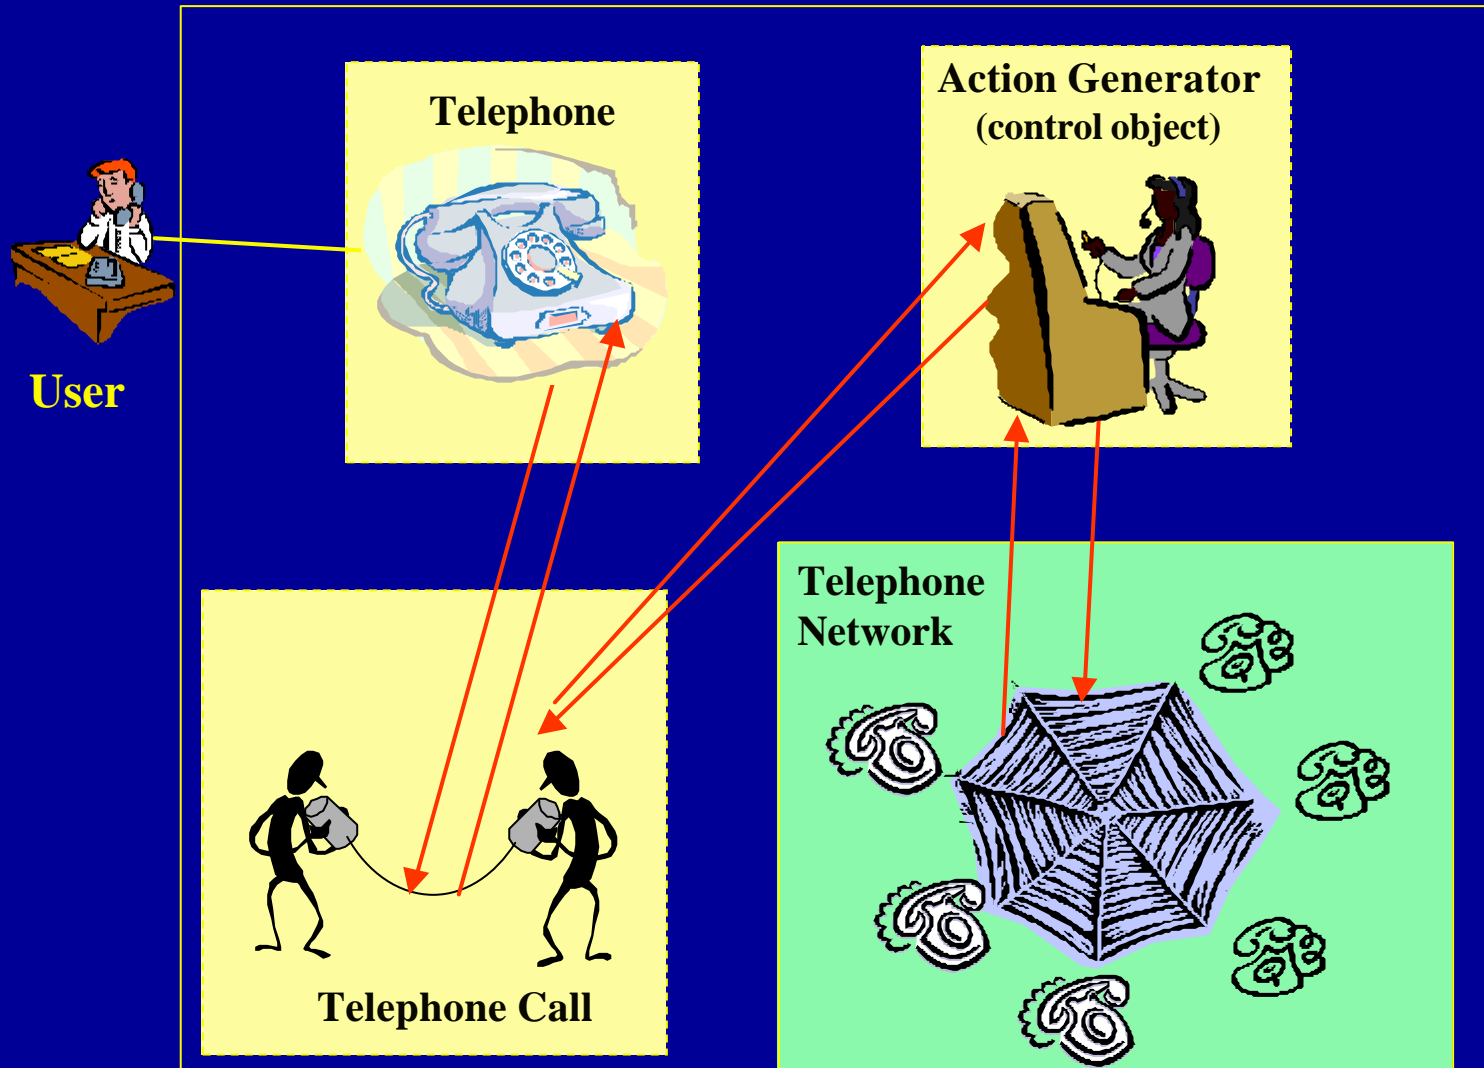 Telephone
Action Generator
(control object)
User
Telephone
Network
Telephone Call